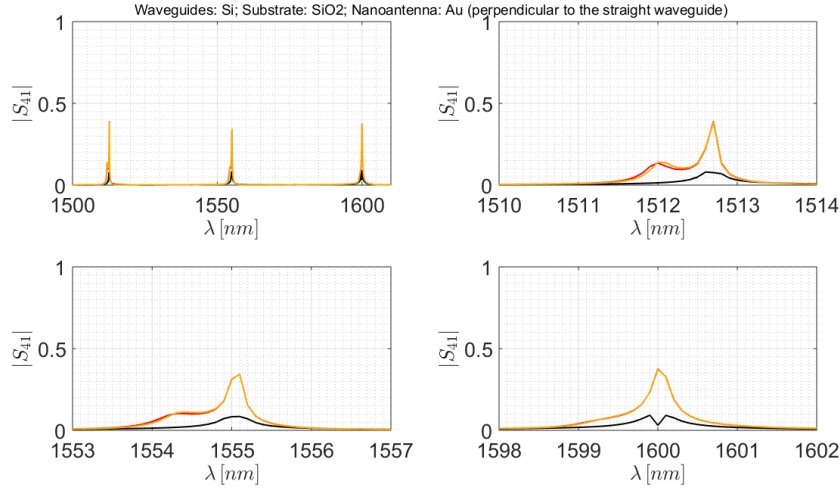 Waveguides: Si; Substrate: SiO2; Nanoantenna: Au (perpendicular to the straight waveguide)
1
0.5
0
|S41|
1500 1550 1600
λ [nm]
1
0.5
0
|S41|
1510 1511 1512 1513 1514
λ [nm]
1
0.5
0
|S41|
1553 1554 1555 1556 1557
λ [nm]
1
0.5
0
|S41|
1598 1599 1600 1601 1602
λ [nm]